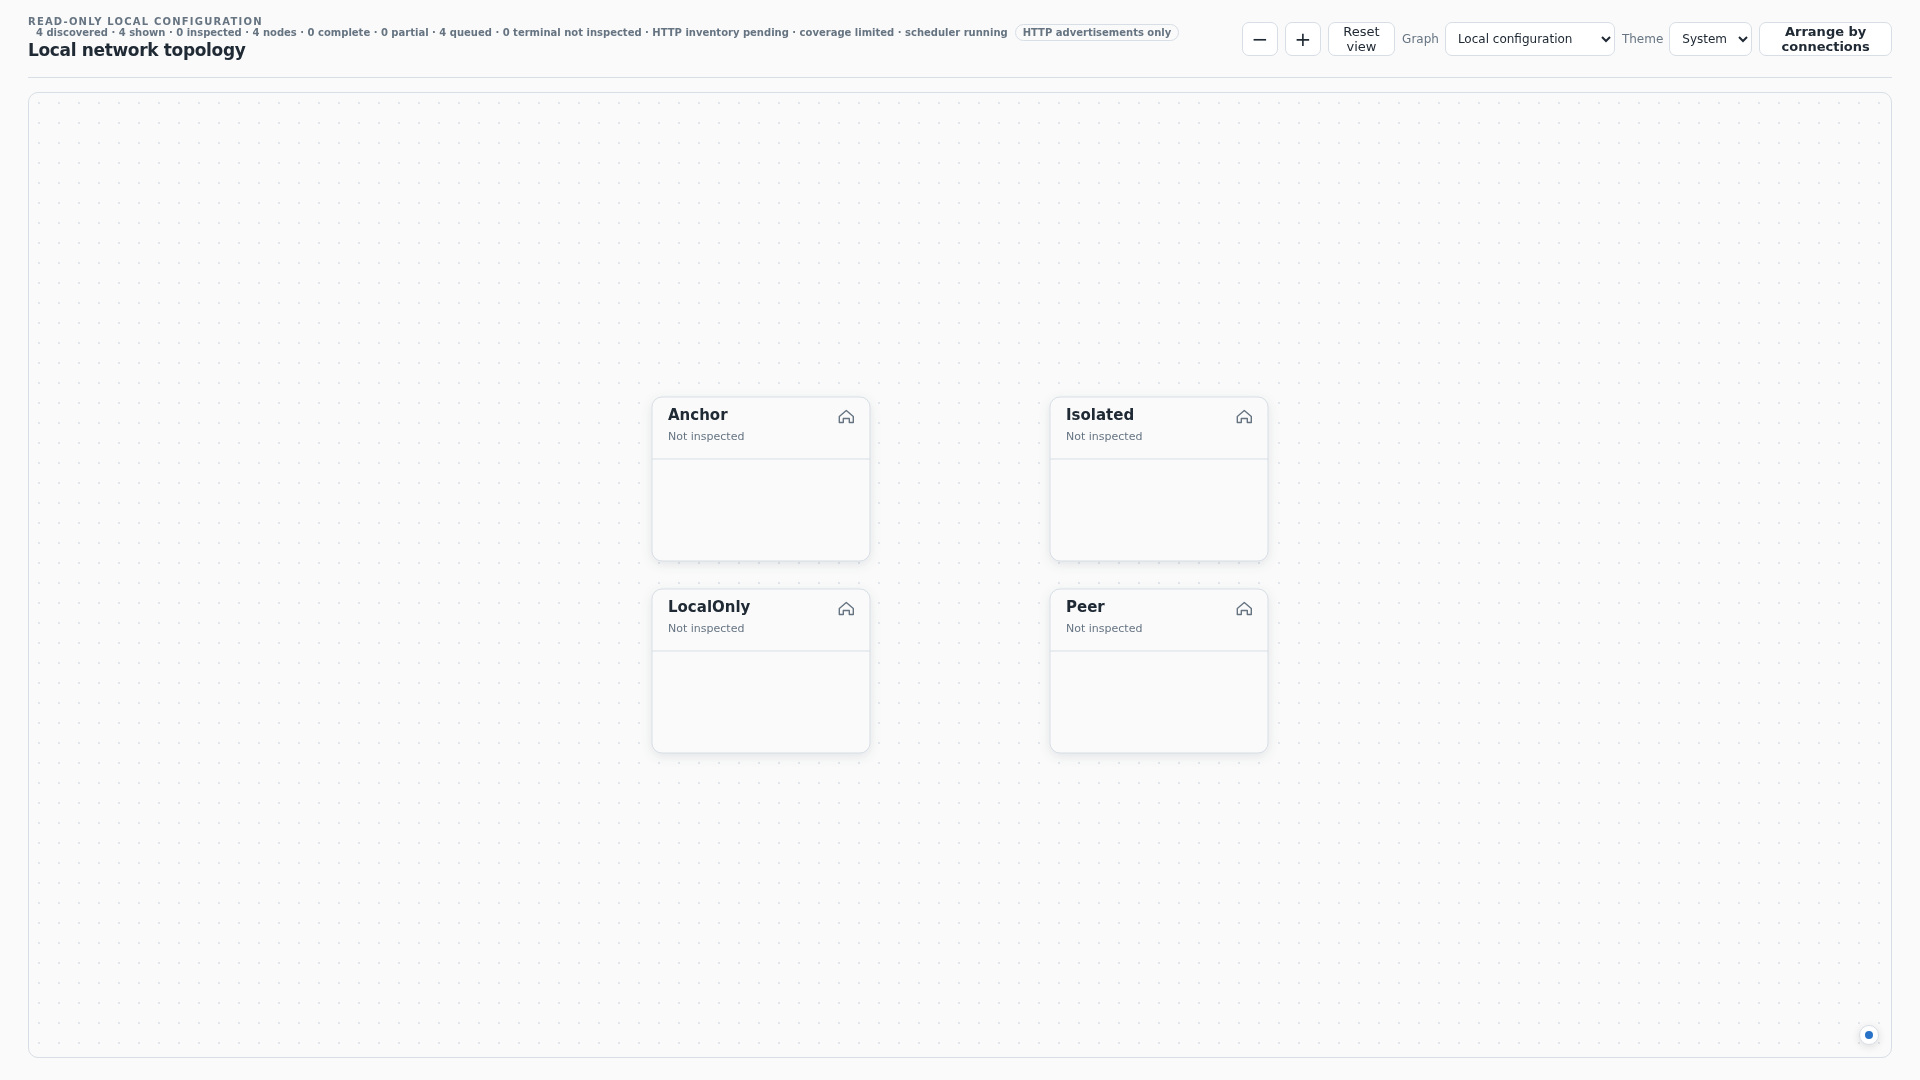 READ-ONLY LOCAL CONFIGURATION
4 discovered · 4 shown · 0 inspected · 4 nodes · 0 complete · 0 partial · 4 queued · 0 terminal not inspected · HTTP inventory pending · coverage limited · scheduler running HTTP advertisements only
Local network topology
− + Reset view Graph Local configuration Theme System Arrange by connections
Anchor
Not inspected
Isolated
Not inspected
LocalOnly
Not inspected
Peer
Not inspected